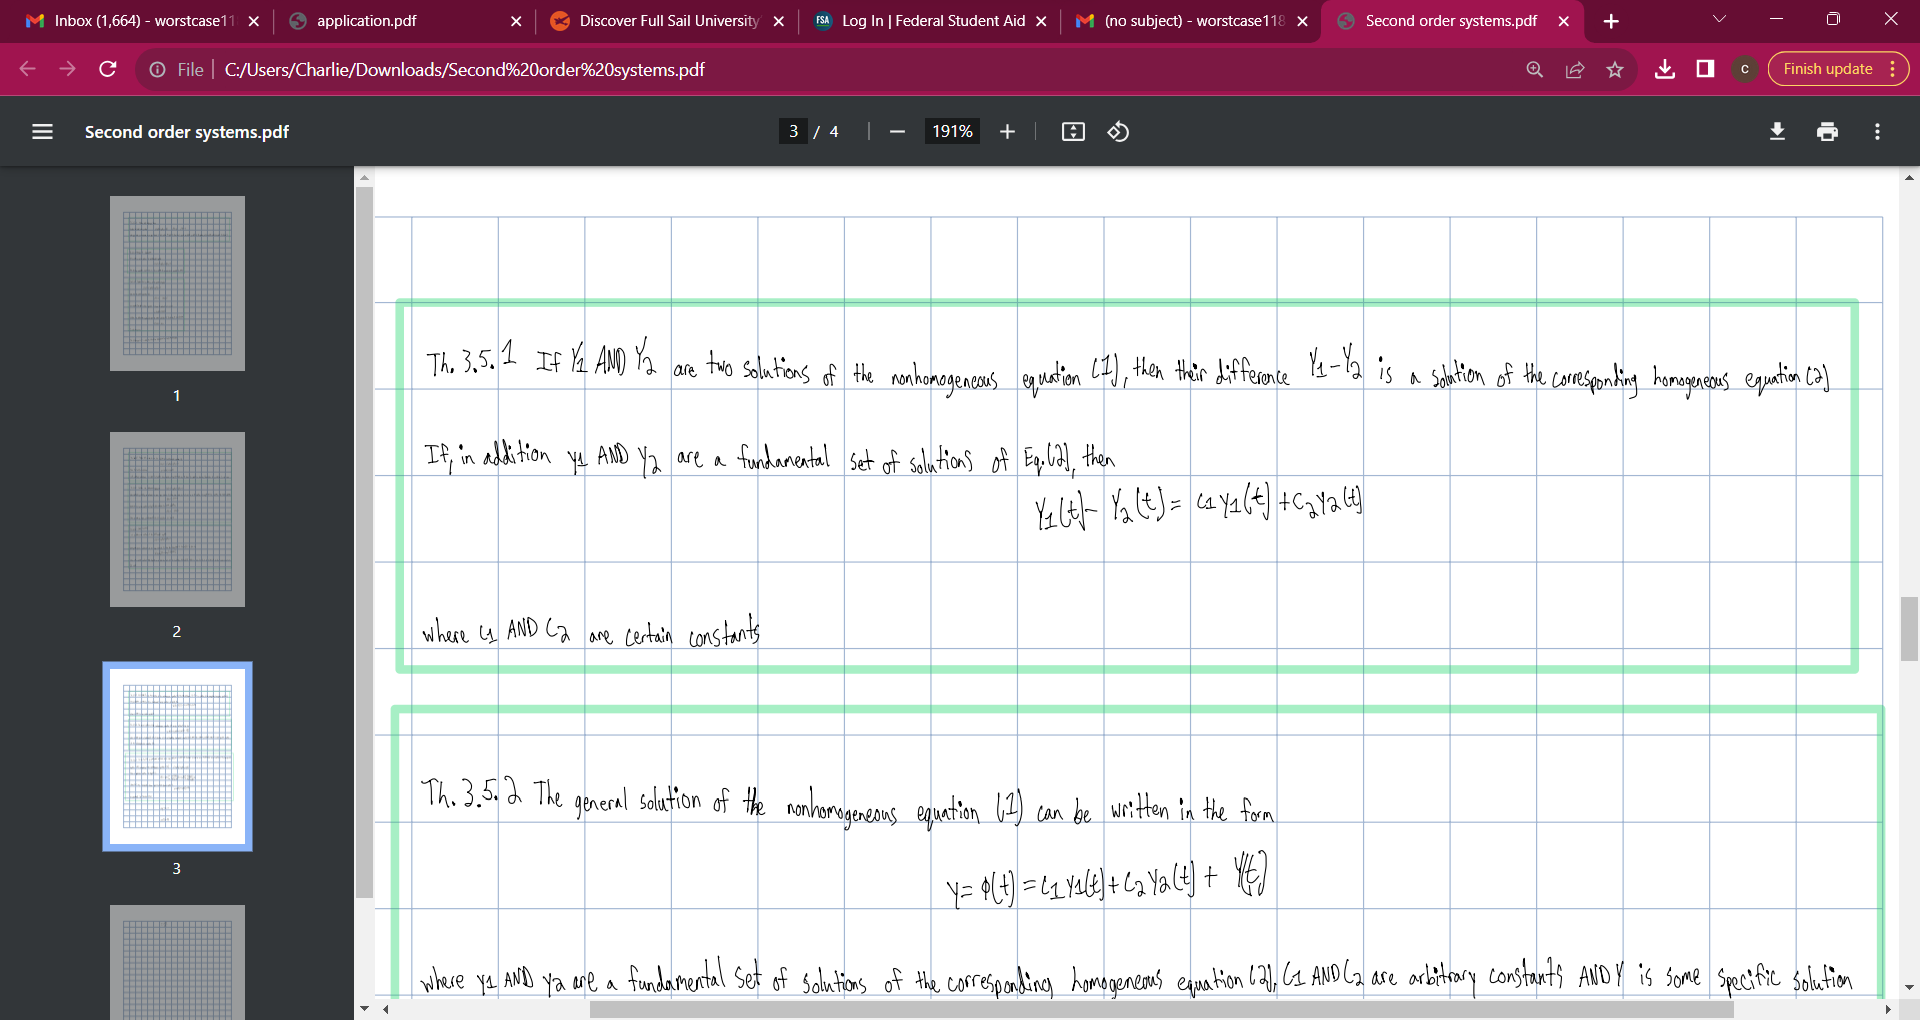 Inbox (1,664) - worstcase11
application.pdf
Discover Full Sail University
FSA Log In | Federal Student Aid
(no subject) - worstcase118
Second order systems.pdf
File
C:/Users/Charlie/Downloads/Second%20order%20systems.pdf
C
Finish update
Second order systems.pdf
3 / 4
191%
1
2
3
Th. 3.5.1 If Y1 AND Y2 are two solutions of the nonhomogeneous equation (1), then their difference Y1-Y2 is a solution of the corresponding homogeneous equation (2)
If, in addition y1 AND y2 are a fundamental set of solutions of Eq.(2), then
Y1(t) - Y2(t) = c1y1(t) + c2y2(t)
where c1 AND c2 are certain constants
Th. 3.5.2 The general solution of the nonhomogeneous equation (1) can be written in the form
y = ϕ(t) = c1y1(t) + c2y2(t) + Y(t)
where y1 AND y2 are a fundamental set of solutions of the corresponding homogeneous equation (2), c1 AND c2 are arbitrary constants AND Y is some specific solution